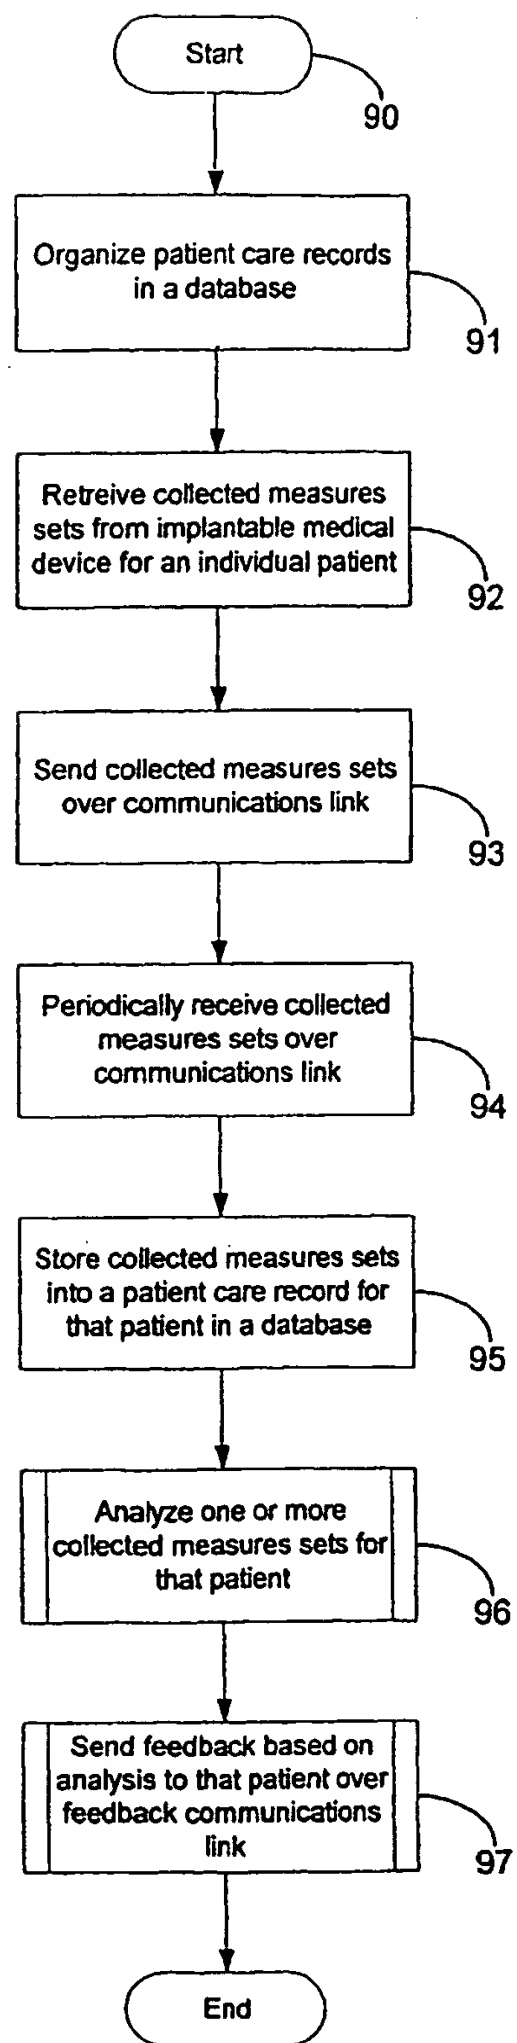 Start
90
Organize patient care records
in a database
91
Retreive collected measures
sets from implantable medical
device for an individual patient
92
Send collected measures sets
over communications link
93
Periodically receive collected
measures sets over
communications link
94
Store collected measures sets
into a patient care record for
that patient in a database
95
Analyze one or more
collected measures sets for
that patient
96
Send feedback based on
analysis to that patient over
feedback communications
link
97
End